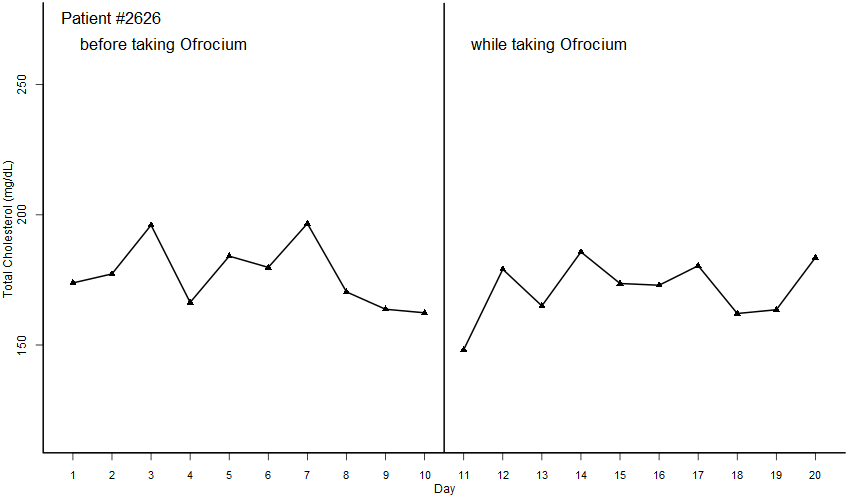 Patient #2626
before taking Ofrocium
while taking Ofrocium
250
200
150
Total Cholesterol (mg/dL)
1 2 3 4 5 6 7 8 9 10 11 12 13 14 15 16 17 18 19 20
Day